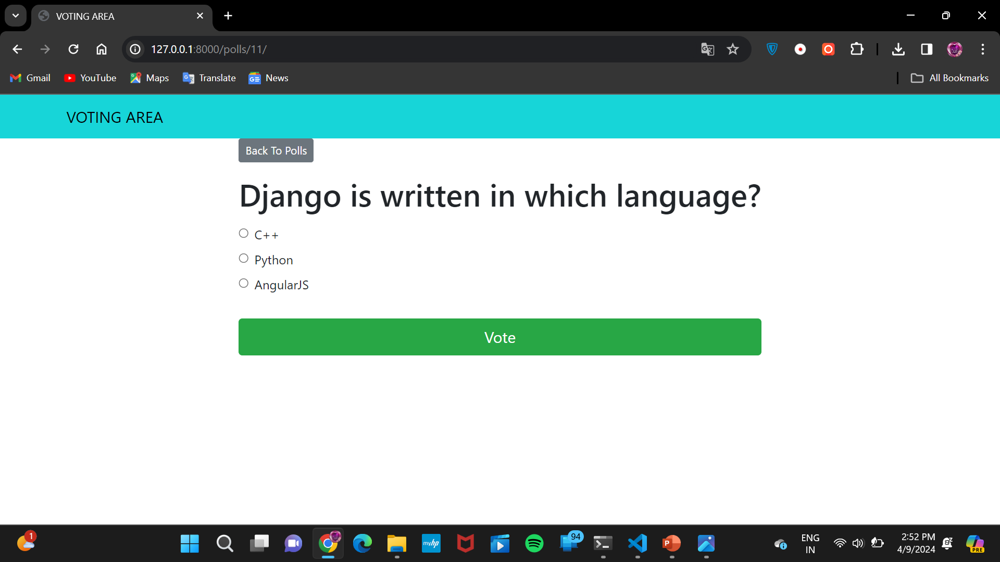 VOTING AREA
127.0.0.1:8000/polls/11/
Gmail YouTube Maps Translate News All Bookmarks
VOTING AREA
Back To Polls
Django is written in which language?
C++
Python
AngularJS
Vote
1
myhp
94
P
ENG
IN
2:52 PM
4/9/2024
PRE